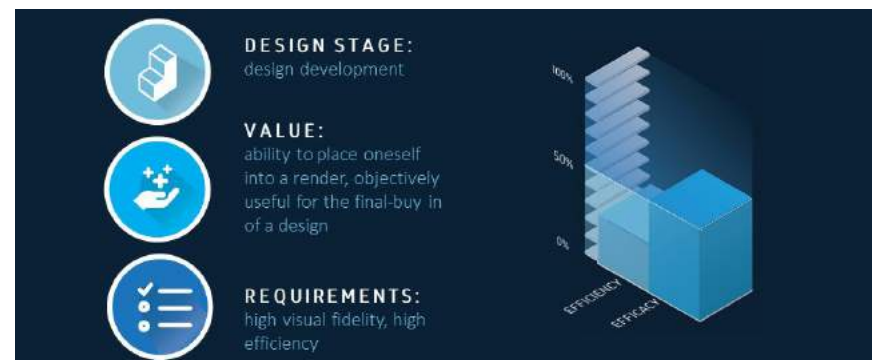 DESIGN STAGE:
design development
VALUE:
ability to place oneself
into a render, objectively
useful for the final-buy in
of a design
REQUIREMENTS:
high visual fidelity, high
efficiency
100%
50%
0%
EFFICIENCY
EFFICACY